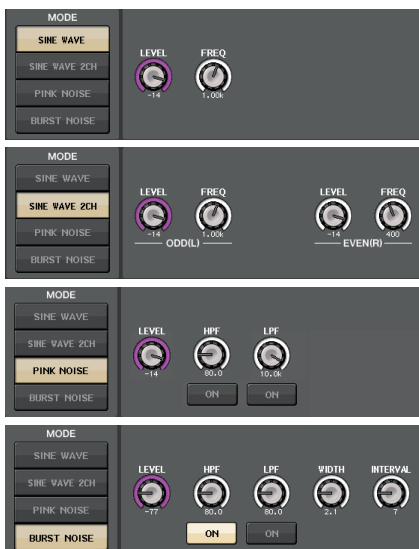 MODE
SINE WAVE
SINE WAVE 2CH
PINK NOISE
BURST NOISE
LEVEL FREQ
-14 1.00k
MODE
SINE WAVE
SINE WAVE 2CH
PINK NOISE
BURST NOISE
LEVEL FREQ LEVEL FREQ
-14 1.00k -14 400
ODD(L) EVEN(R)
MODE
SINE WAVE
SINE WAVE 2CH
PINK NOISE
BURST NOISE
LEVEL HPF LPF
-14 80.0 10.0k
ON ON
MODE
SINE WAVE
SINE WAVE 2CH
PINK NOISE
BURST NOISE
LEVEL HPF LPF WIDTH INTERVAL
-77 80.0 80.0 2.1 7
ON ON